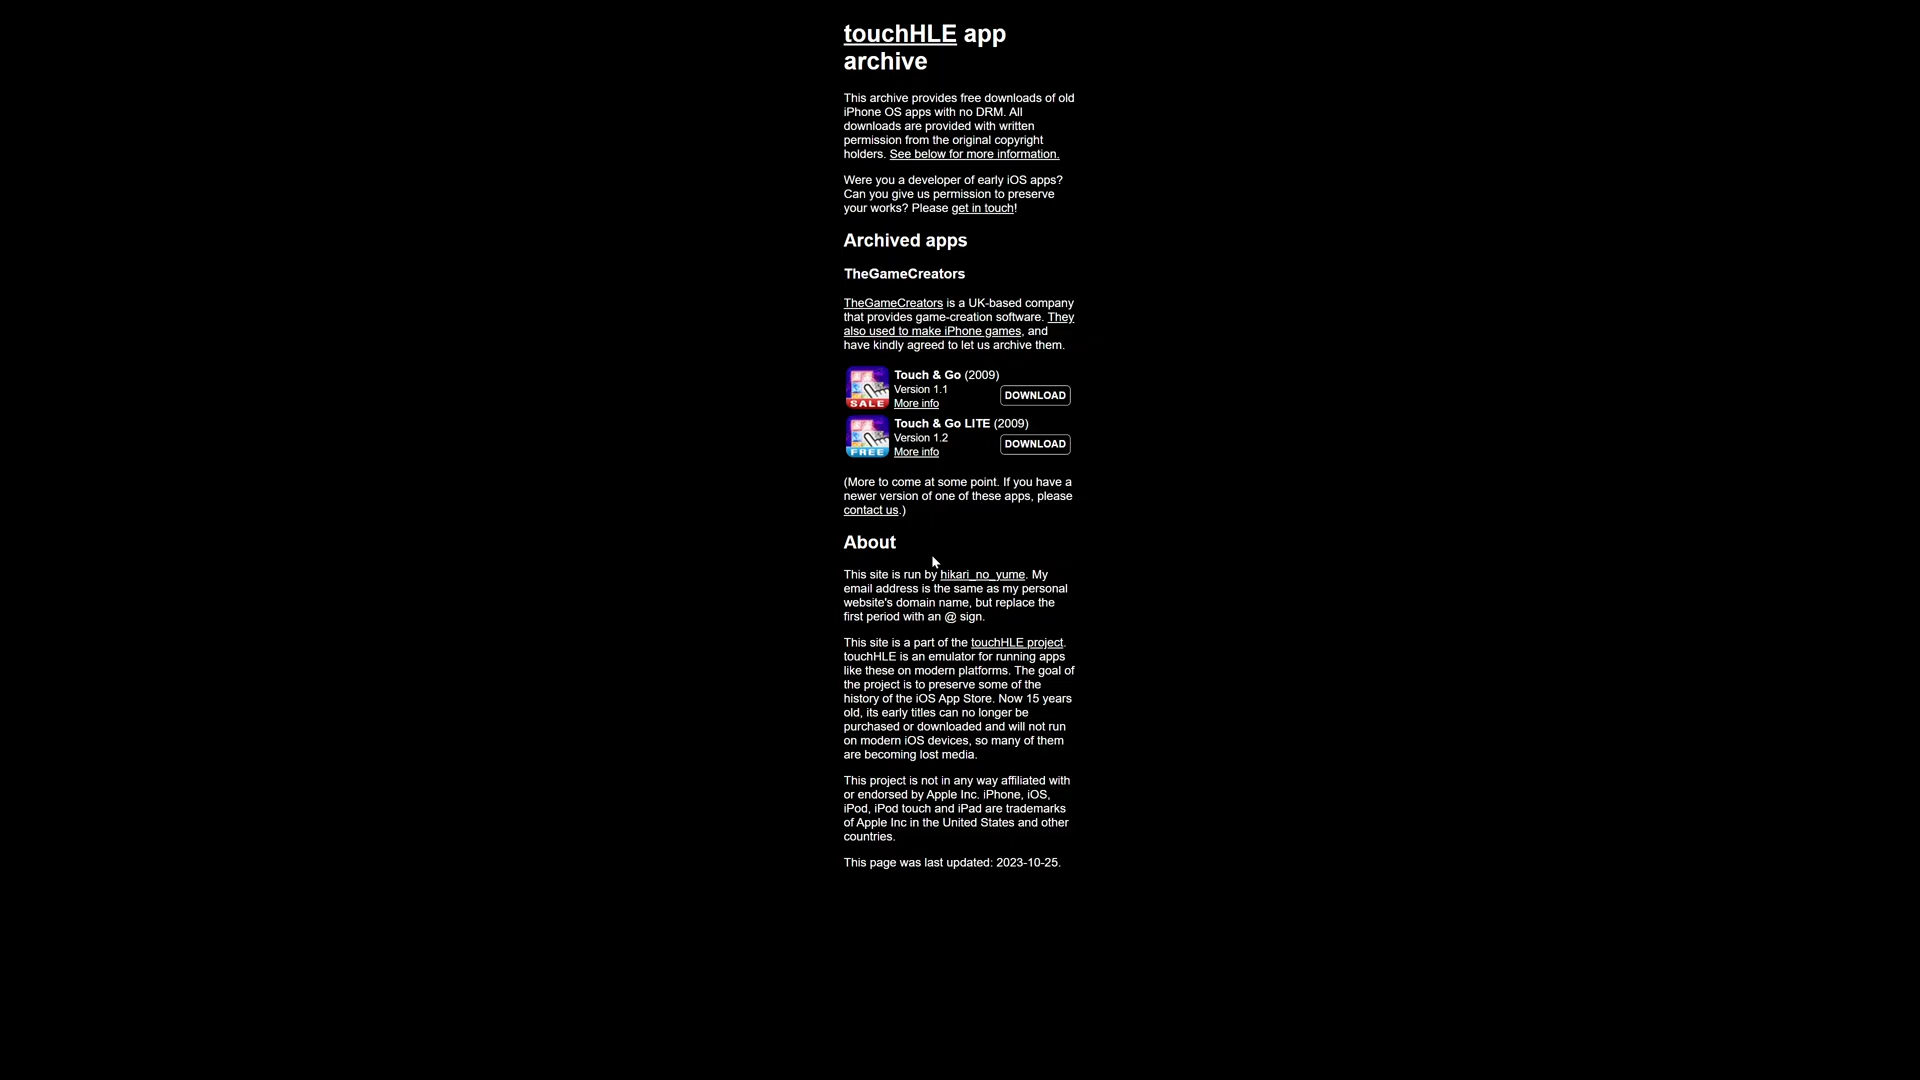 touchHLE app
archive
This archive provides free downloads of old
iPhone OS apps with no DRM. All
downloads are provided with written
permission from the original copyright
holders. See below for more information.
Were you a developer of early iOS apps?
Can you give us permission to preserve
your works? Please get in touch!
Archived apps
TheGameCreators
TheGameCreators is a UK-based company
that provides game-creation software. They
also used to make iPhone games, and
have kindly agreed to let us archive them.
SALE
Touch & Go (2009)
Version 1.1
More info
DOWNLOAD
FREE
Touch & Go LITE (2009)
Version 1.2
More info
DOWNLOAD
(More to come at some point. If you have a
newer version of one of these apps, please
contact us.)
About
This site is run by hikari_no_yume. My
email address is the same as my personal
website's domain name, but replace the
first period with an @ sign.
This site is a part of the touchHLE project.
touchHLE is an emulator for running apps
like these on modern platforms. The goal of
the project is to preserve some of the
history of the iOS App Store. Now 15 years
old, its early titles can no longer be
purchased or downloaded and will not run
on modern iOS devices, so many of them
are becoming lost media.
This project is not in any way affiliated with
or endorsed by Apple Inc. iPhone, iOS,
iPod, iPod touch and iPad are trademarks
of Apple Inc in the United States and other
countries.
This page was last updated: 2023-10-25.